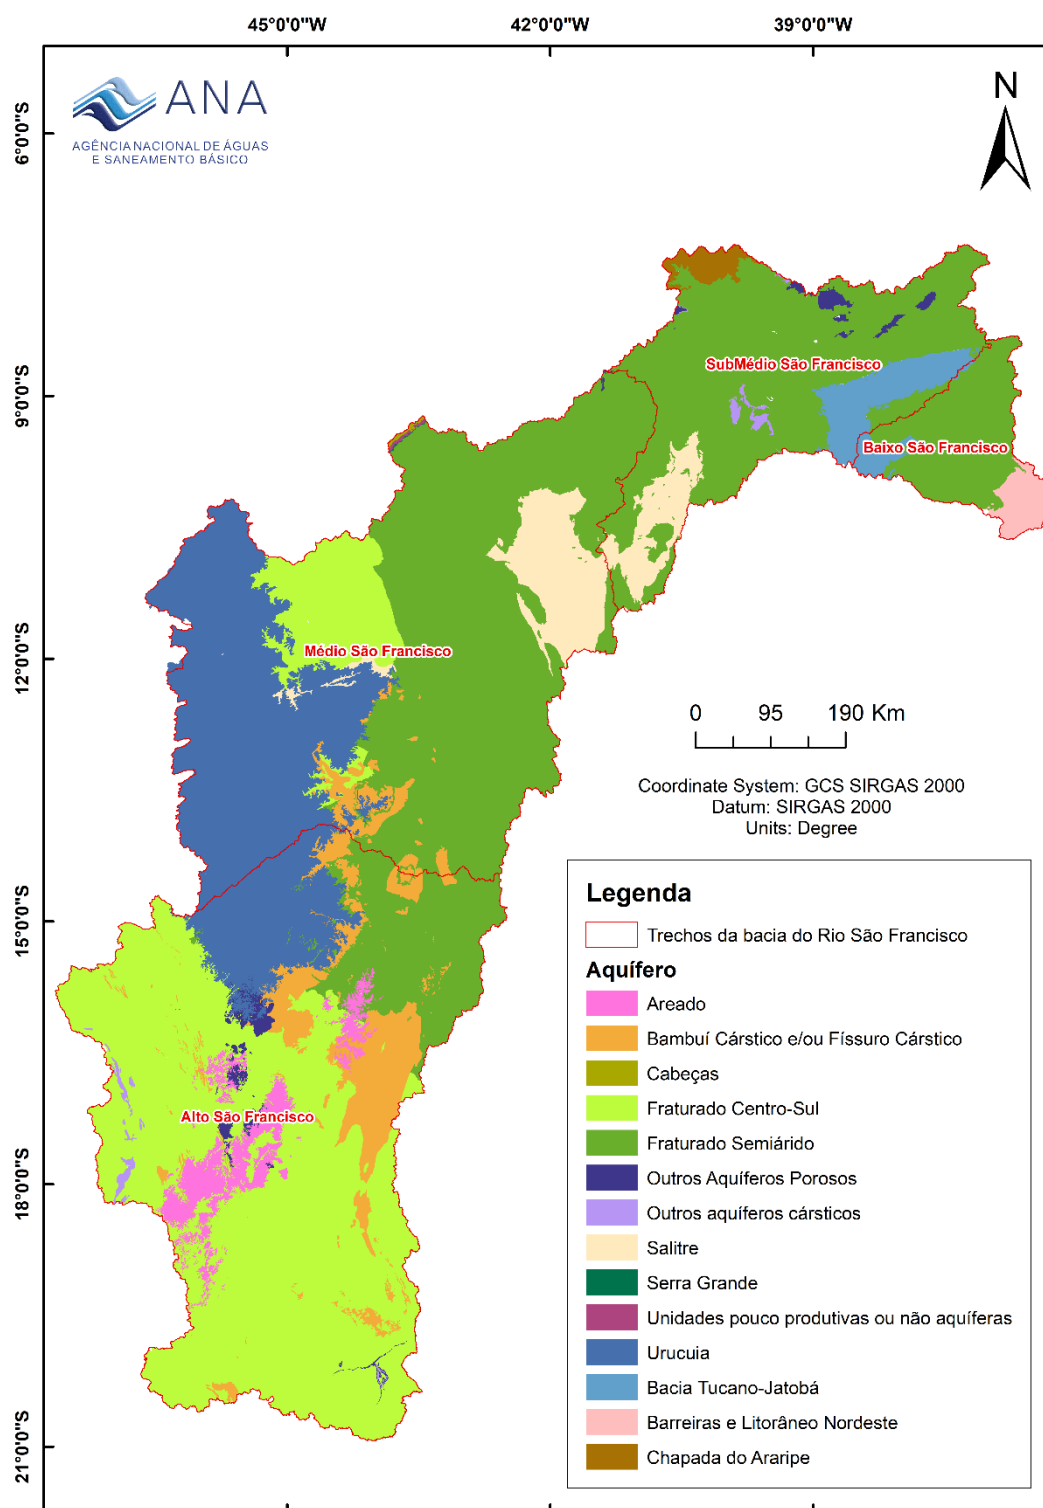 45°0'0"W 42°0'0"W 39°0'0"W
6°0'0"S
9°0'0"S
12°0'0"S
15°0'0"S
18°0'0"S
21°0'0"S
ANA
AGÊNCIA NACIONAL DE ÁGUAS
E SANEAMENTO BÁSICO
N
SubMédio São Francisco
Baixo São Francisco
Médio São Francisco
Alto São Francisco
0 95 190 Km
Coordinate System: GCS SIRGAS 2000
Datum: SIRGAS 2000
Units: Degree
Legenda
Trechos da bacia do Rio São Francisco
Aquífero
Areado
Bambuí Cárstico e/ou Físsuro Cárstico
Cabeças
Fraturado Centro-Sul
Fraturado Semiárido
Outros Aquíferos Porosos
Outros aquíferos cársticos
Salitre
Serra Grande
Unidades pouco produtivas ou não aquíferas
Urucuia
Bacia Tucano-Jatobá
Barreiras e Litorâneo Nordeste
Chapada do Araripe